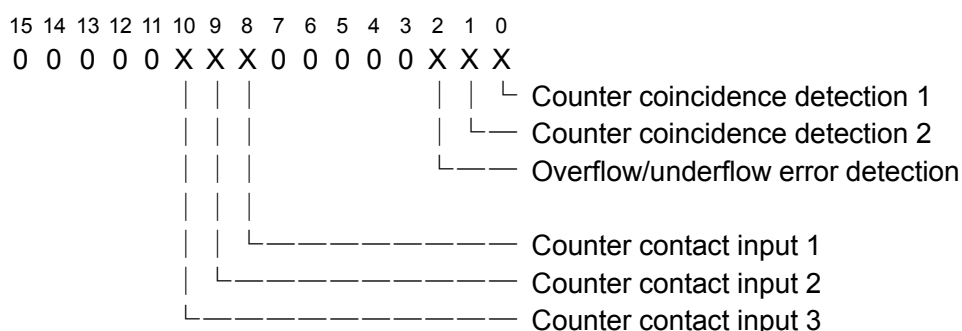 15 14 13 12 11 10 9 8 7 6 5 4 3 2 1 0
0 0 0 0 0 X X X 0 0 0 0 0 X X X
Counter coincidence detection 1
Counter coincidence detection 2
Overflow/underflow error detection
Counter contact input 1
Counter contact input 2
Counter contact input 3